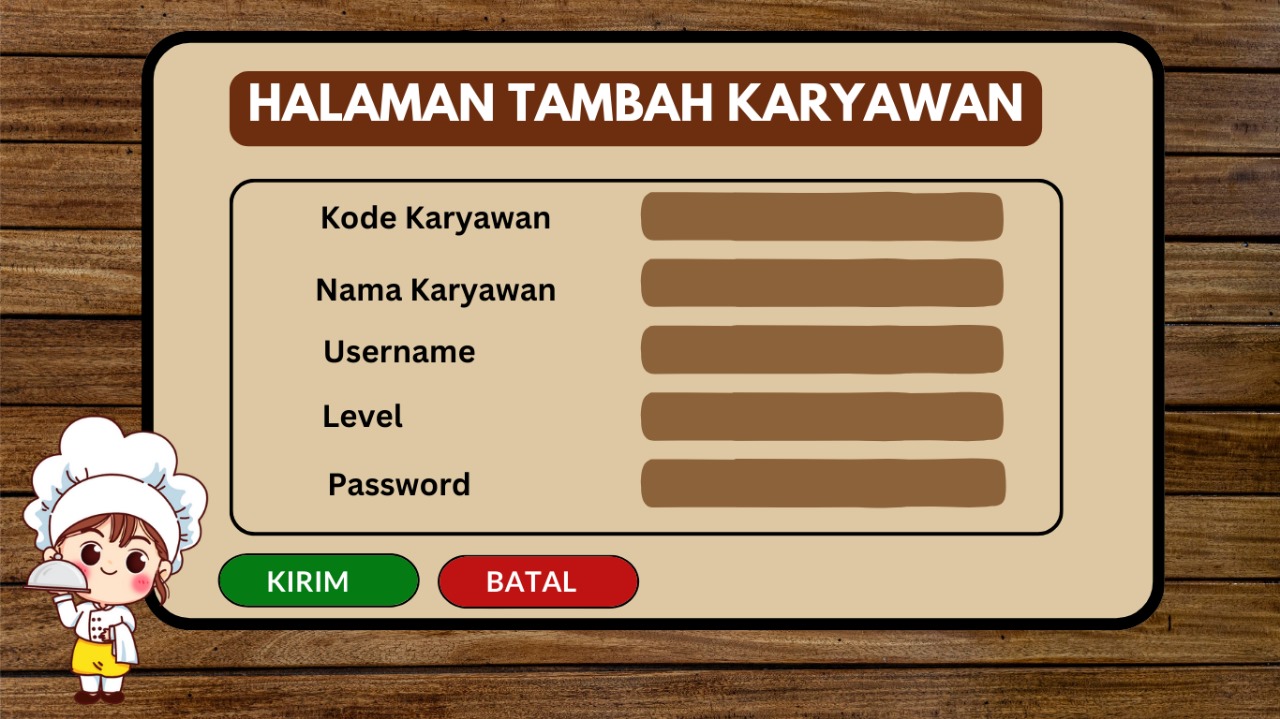 HALAMAN TAMBAH KARYAWAN
Kode Karyawan
Nama Karyawan
Username
Level
Password
KIRIM
BATAL